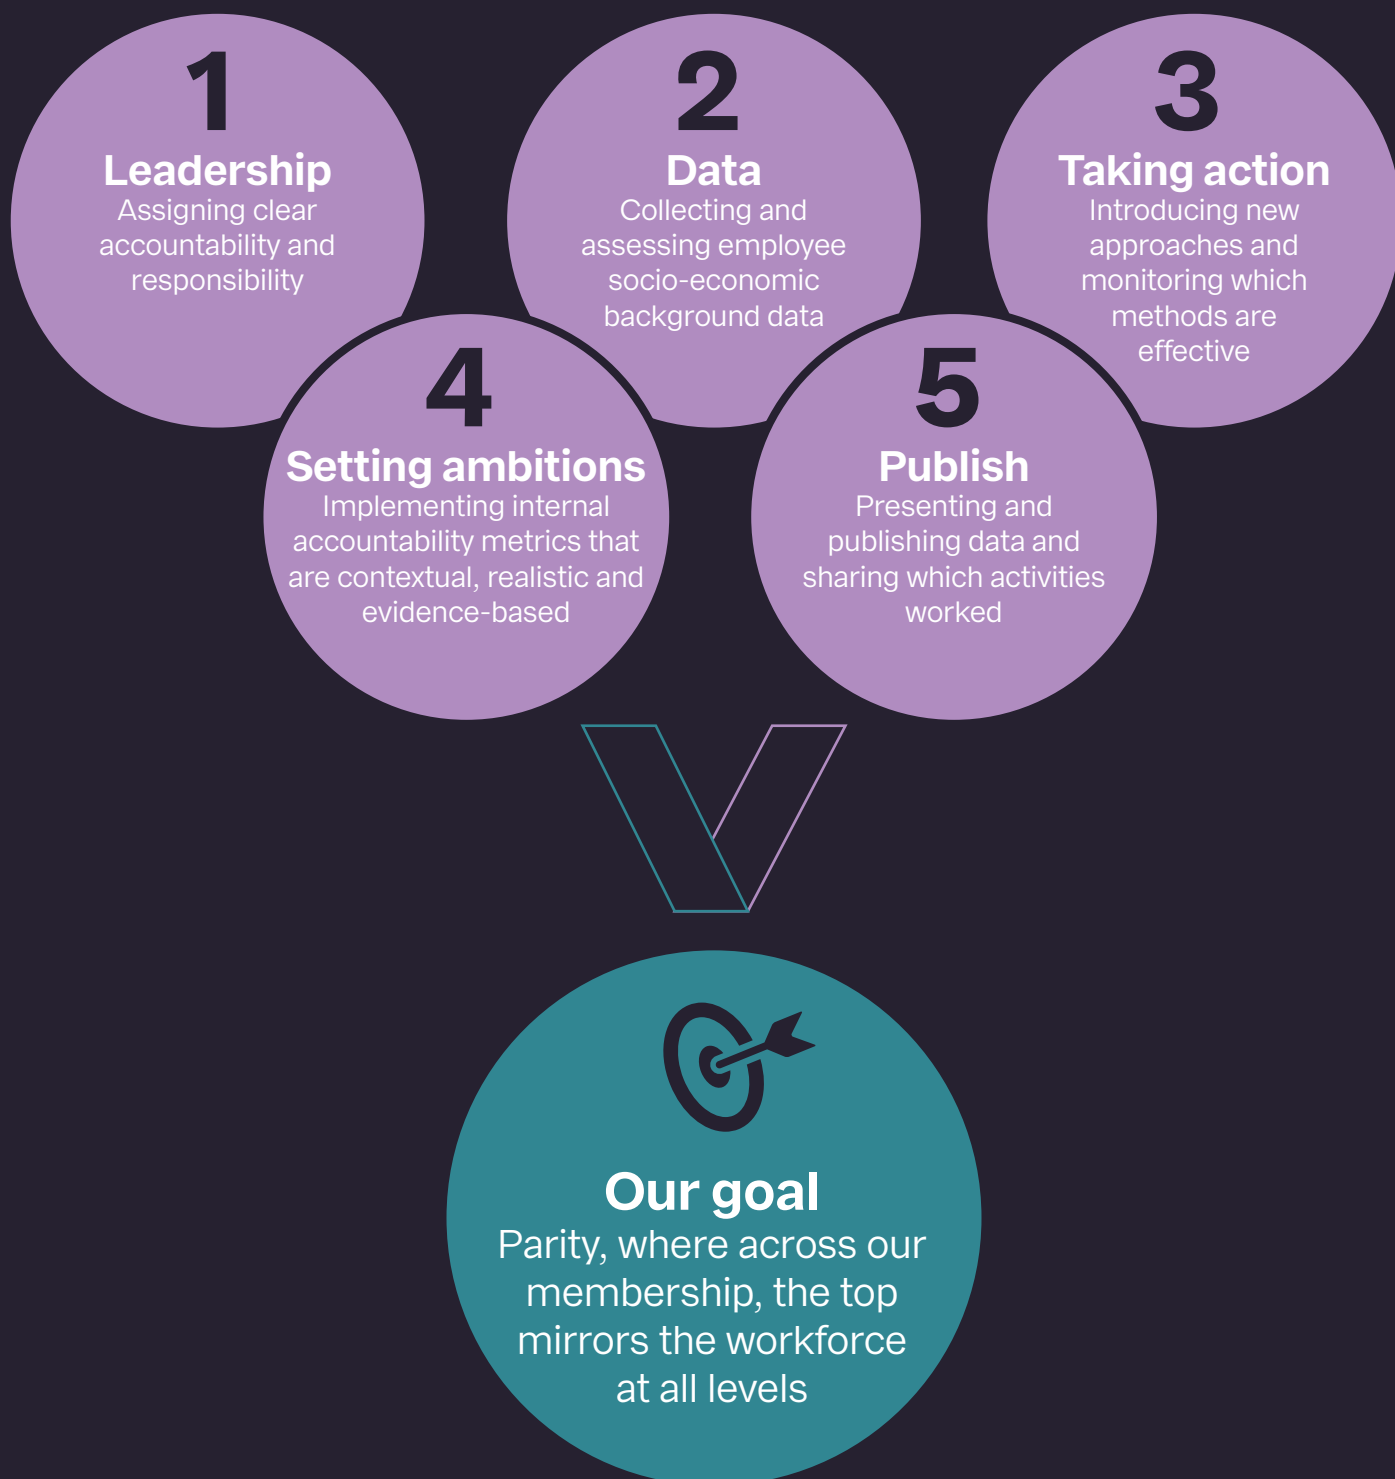 1
Leadership
Assigning clear
accountability and
responsibility
2
Data
Collecting and
assessing employee
socio-economic
background data
3
Taking action
Introducing new
approaches and
monitoring which
methods are
effective
4
Setting ambitions
Implementing internal
accountability metrics that
are contextual, realistic and
evidence-based
5
Publish
Presenting and
publishing data and
sharing which activities
worked
Our goal
Parity, where across our
membership, the top
mirrors the workforce
at all levels